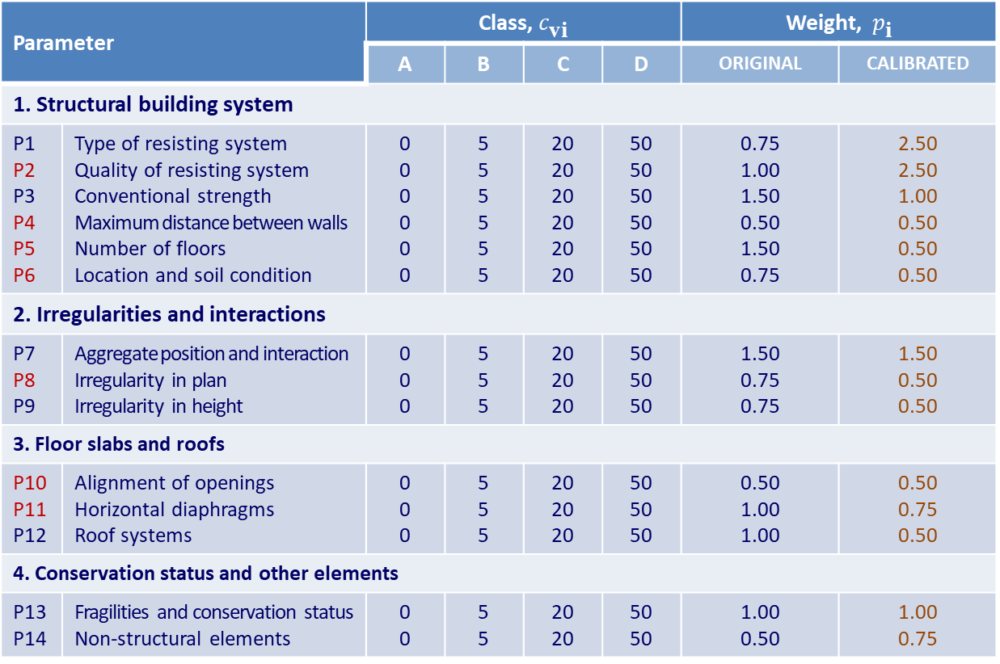 Parameter Class, cvi Weight, pi
A B C D ORIGINAL CALIBRATED
1. Structural building system
P1 Type of resisting system 0 5 20 50 0.75 2.50
P2 Quality of resisting system 0 5 20 50 1.00 2.50
P3 Conventional strength 0 5 20 50 1.50 1.00
P4 Maximum distance between walls 0 5 20 50 0.50 0.50
P5 Number of floors 0 5 20 50 1.50 0.50
P6 Location and soil condition 0 5 20 50 0.75 0.50
2. Irregularities and interactions
P7 Aggregate position and interaction 0 5 20 50 1.50 1.50
P8 Irregularity in plan 0 5 20 50 0.75 0.50
P9 Irregularity in height 0 5 20 50 0.75 0.50
3. Floor slabs and roofs
P10 Alignment of openings 0 5 20 50 0.50 0.50
P11 Horizontal diaphragms 0 5 20 50 1.00 0.75
P12 Roof systems 0 5 20 50 1.00 0.50
4. Conservation status and other elements
P13 Fragilities and conservation status 0 5 20 50 1.00 1.00
P14 Non-structural elements 0 5 20 50 0.50 0.75